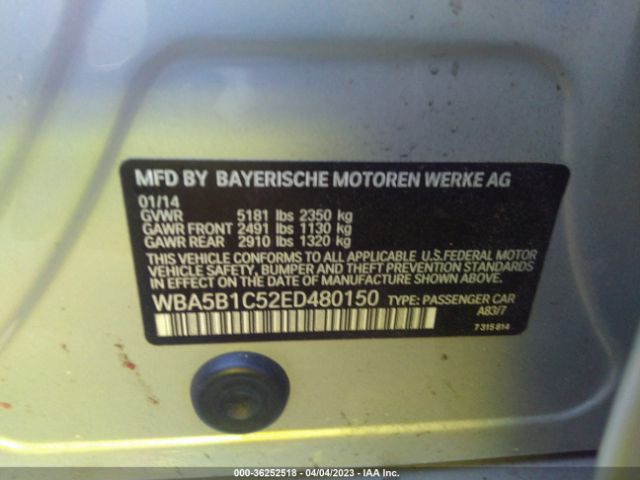 MFD BY BAYERISCHE MOTOREN WERKE AG
01/14
GVWR 5181 lbs 2350 kg
GAWR FRONT 2491 lbs 1130 kg
GAWR REAR 2910 lbs 1320 kg
THIS VEHICLE CONFORMS TO ALL APPLICABLE U.S.FEDERAL MOTOR
VEHICLE SAFETY, BUMPER AND THEFT PREVENTION STANDARDS
IN EFFECT ON THE DATE OF MANUFACTURE SHOWN ABOVE.
WBA5B1C52ED480150 TYPE: PASSENGER CAR
A83/7
7 315 814
000-36252518 - 04/04/2023 - IAA Inc.